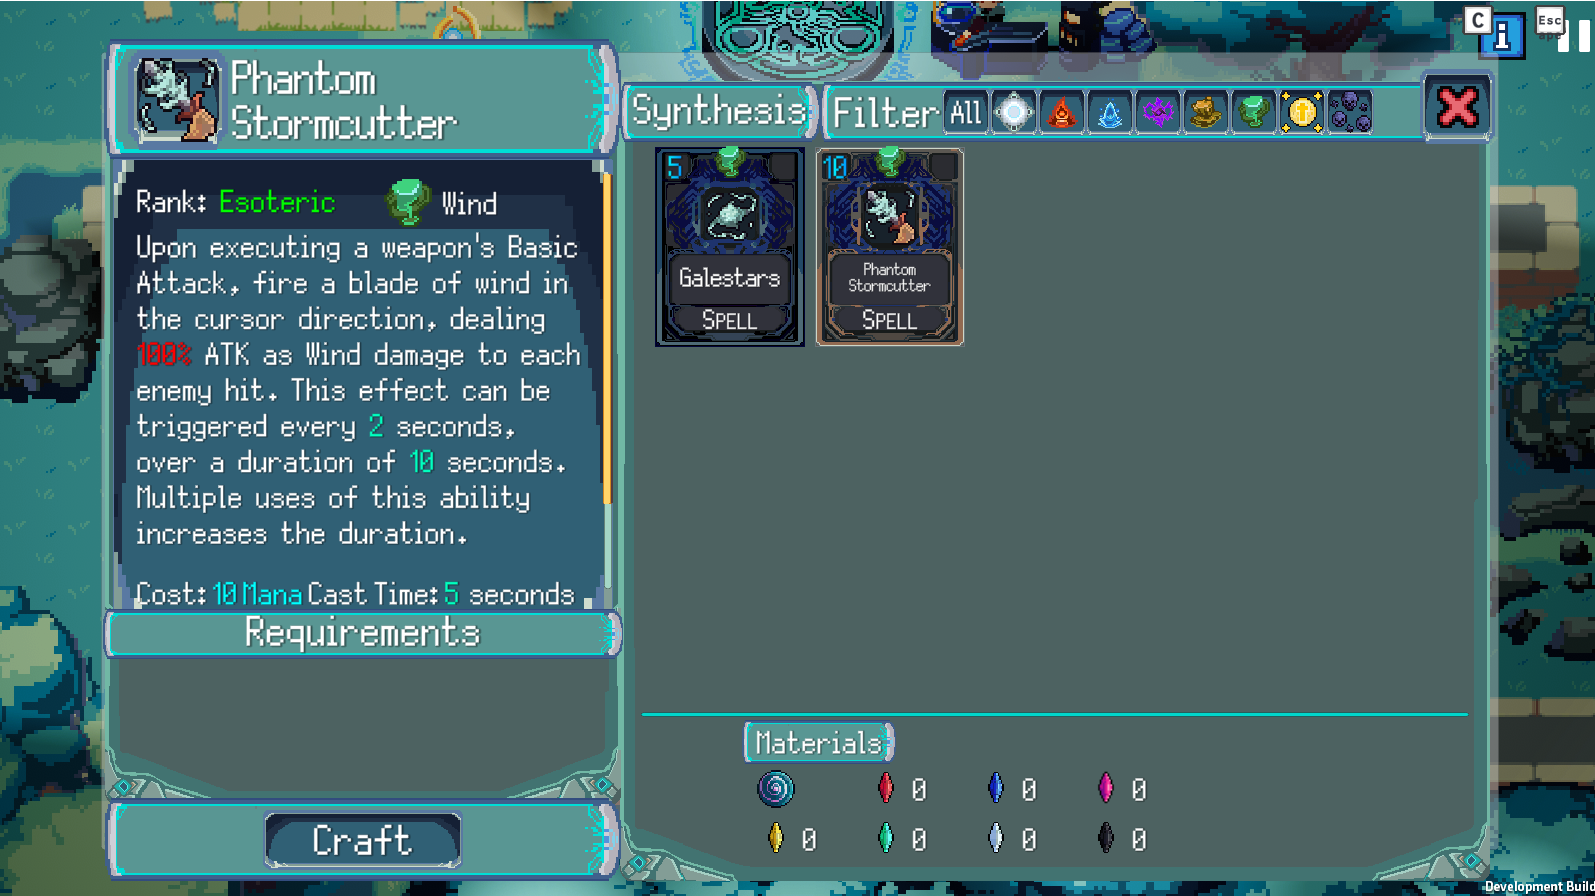 C
Esc
Phantom
Stormcutter
Synthesis
Filter All
Rank: Esoteric Wind
Upon executing a weapon's Basic
Attack, fire a blade of wind in
the cursor direction, dealing
100% ATK as Wind damage to each
enemy hit. This effect can be
triggered every 2 seconds,
over a duration of 10 seconds.
Multiple uses of this ability
increases the duration.
Cost: 10 Mana Cast Time: 5 seconds
Requirements
Craft
5
Galestars
SPELL
10
Phantom
Stormcutter
SPELL
Materials
0 0 0
0 0 0 0
Development Build